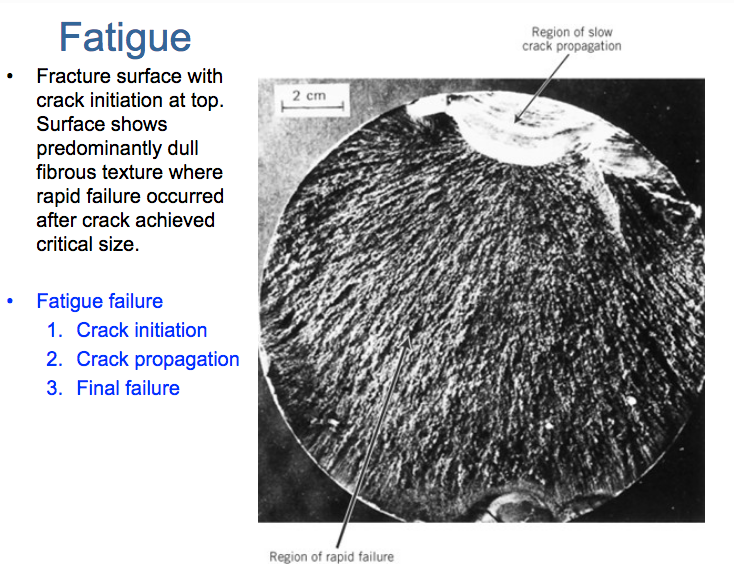 Fatigue
• Fracture surface with
crack initiation at top.
Surface shows
predominantly dull
fibrous texture where
rapid failure occurred
after crack achieved
critical size.
• Fatigue failure
1. Crack initiation
2. Crack propagation
3. Final failure
Region of slow
crack propagation
2 cm
Region of rapid failure